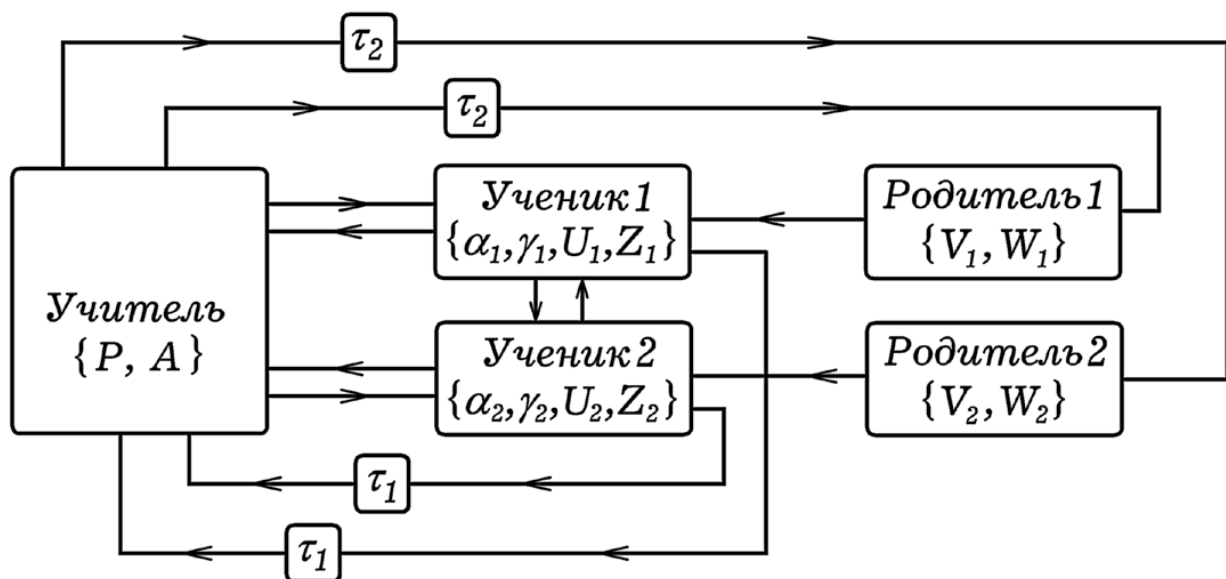 τ₂
τ₂
Ученик 1
{α₁,γ₁,U₁,Z₁}
Родитель 1
{V₁,W₁}
Учитель
{P, A}
Ученик 2
{α₂,γ₂,U₂,Z₂}
Родитель 2
{V₂,W₂}
τ₁
τ₁